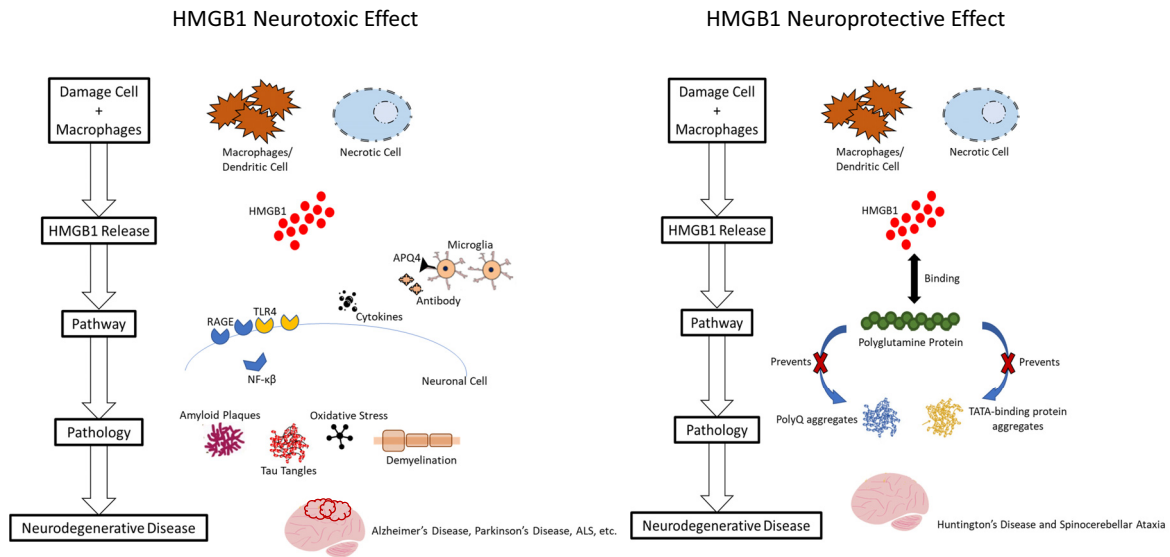 HMGB1 Neurotoxic Effect
Damage Cell
+
Macrophages
Macrophages/
Dendritic Cell
Necrotic Cell
HMGB1 Release
HMGB1
APQ4
Microglia
Antibody
Cytokines
Pathway
RAGE
TLR4
NF-κβ
Neuronal Cell
Pathology
Amyloid Plaques
Oxidative Stress
Tau Tangles
Demyelination
Neurodegenerative Disease
Alzheimer's Disease, Parkinson's Disease, ALS, etc.
HMGB1 Neuroprotective Effect
Damage Cell
+
Macrophages
Macrophages/
Dendritic Cell
Necrotic Cell
HMGB1 Release
HMGB1
Binding
Pathway
Polyglutamine Protein
Prevents
Prevents
Pathology
PolyQ aggregates
TATA-binding protein
aggregates
Neurodegenerative Disease
Huntington's Disease and Spinocerebellar Ataxia